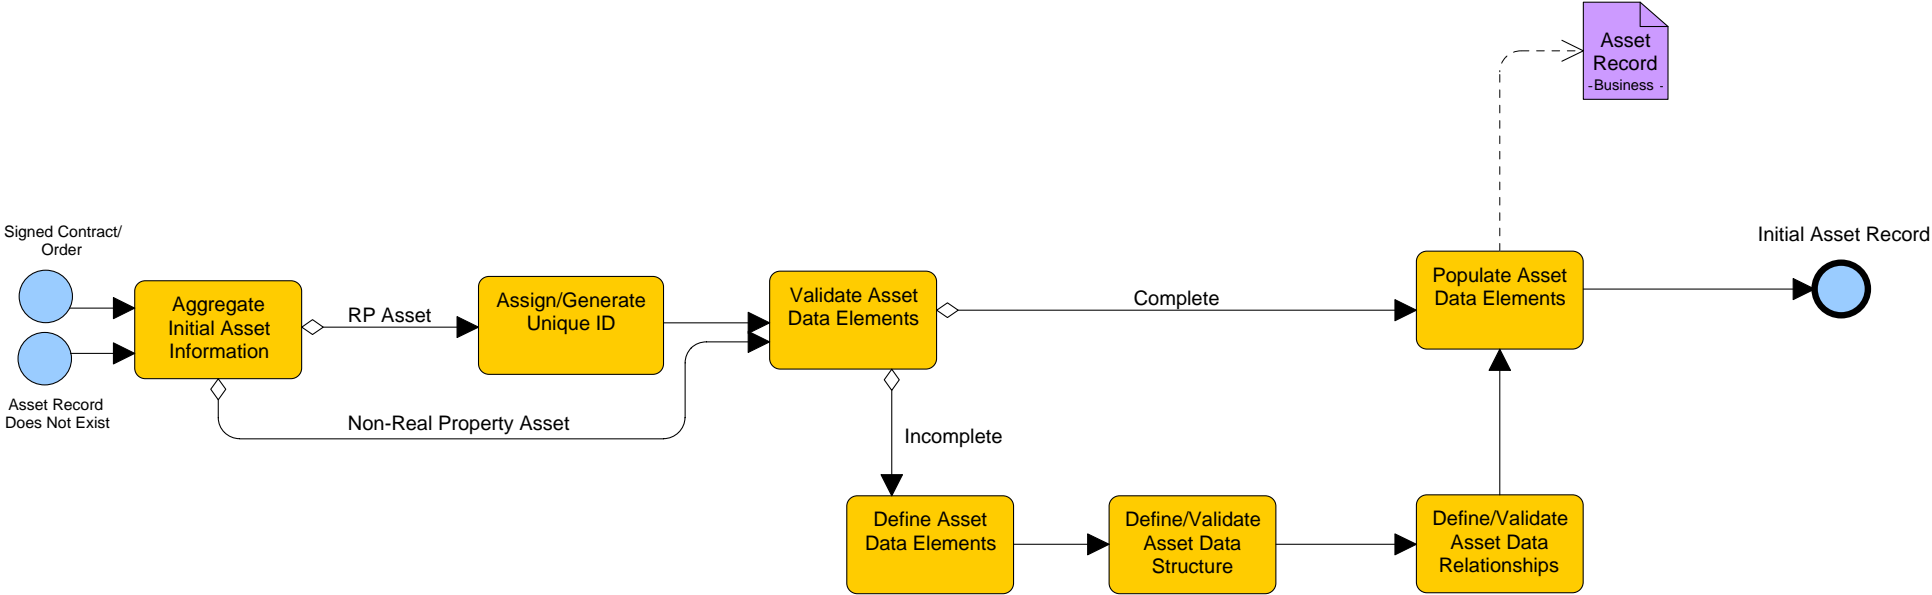 Asset
Record
-Business -
Signed Contract/
Order
Initial Asset Record
Aggregate
Initial Asset
Information
RP Asset
Assign/Generate
Unique ID
Validate Asset
Data Elements
Complete
Populate Asset
Data Elements
Asset Record
Does Not Exist
Non-Real Property Asset
Incomplete
Define Asset
Data Elements
Define/Validate
Asset Data
Structure
Define/Validate
Asset Data
Relationships